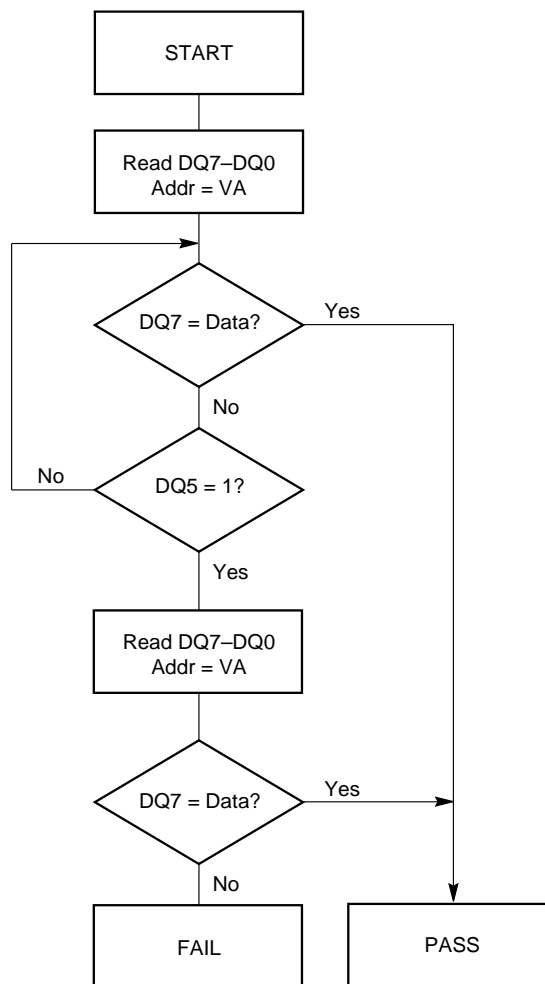 START
Read DQ7–DQ0
Addr = VA
DQ7 = Data?
Yes
No
No
DQ5 = 1?
Yes
Read DQ7–DQ0
Addr = VA
DQ7 = Data?
Yes
No
FAIL
PASS